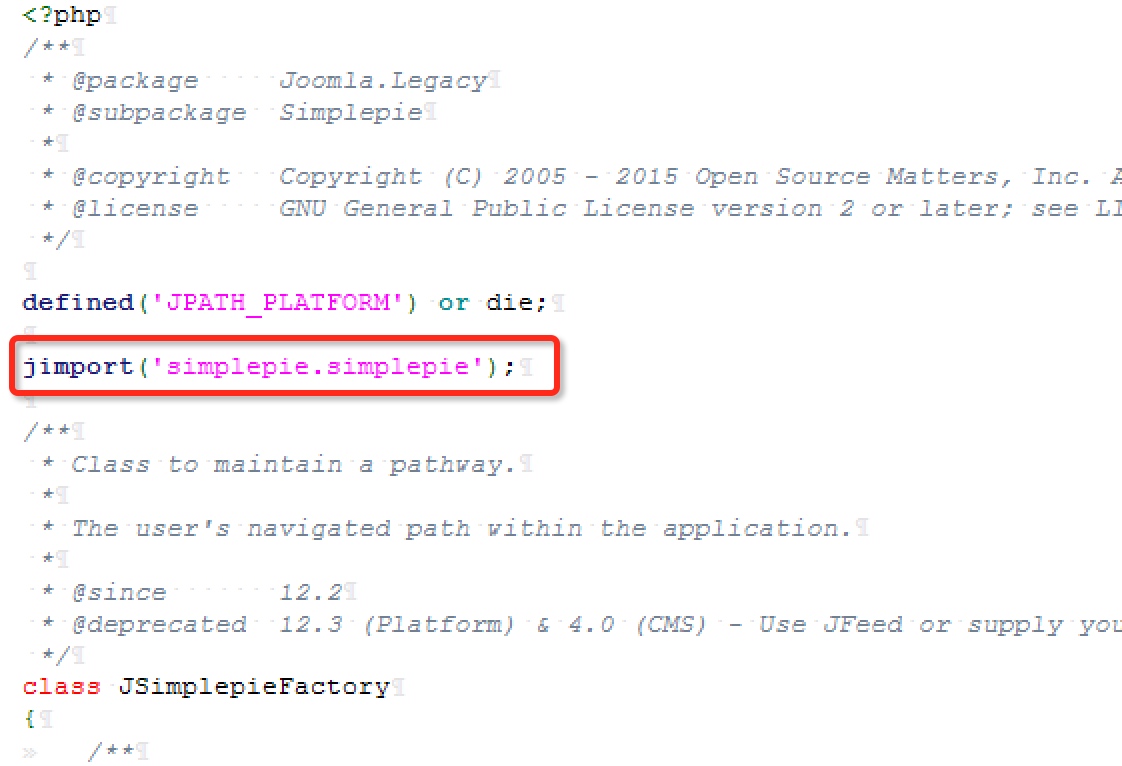 <?php¶
/**¶
 * @package     Joomla.Legacy¶
 * @subpackage  Simplepie¶
 *¶
 * @copyright   Copyright (C) 2005 - 2015 Open Source Matters, Inc. A
 * @license     GNU General Public License version 2 or later; see LI
 */¶
¶
defined('JPATH_PLATFORM') or die;¶
¶
jimport('simplepie.simplepie');¶
¶
/**¶
 * Class to maintain a pathway.¶
 *¶
 * The user's navigated path within the application.¶
 *¶
 * @since       12.2¶
 * @deprecated  12.3 (Platform) & 4.0 (CMS) - Use JFeed or supply you
 */¶
class JSimplepieFactory¶
{¶
»   /**¶